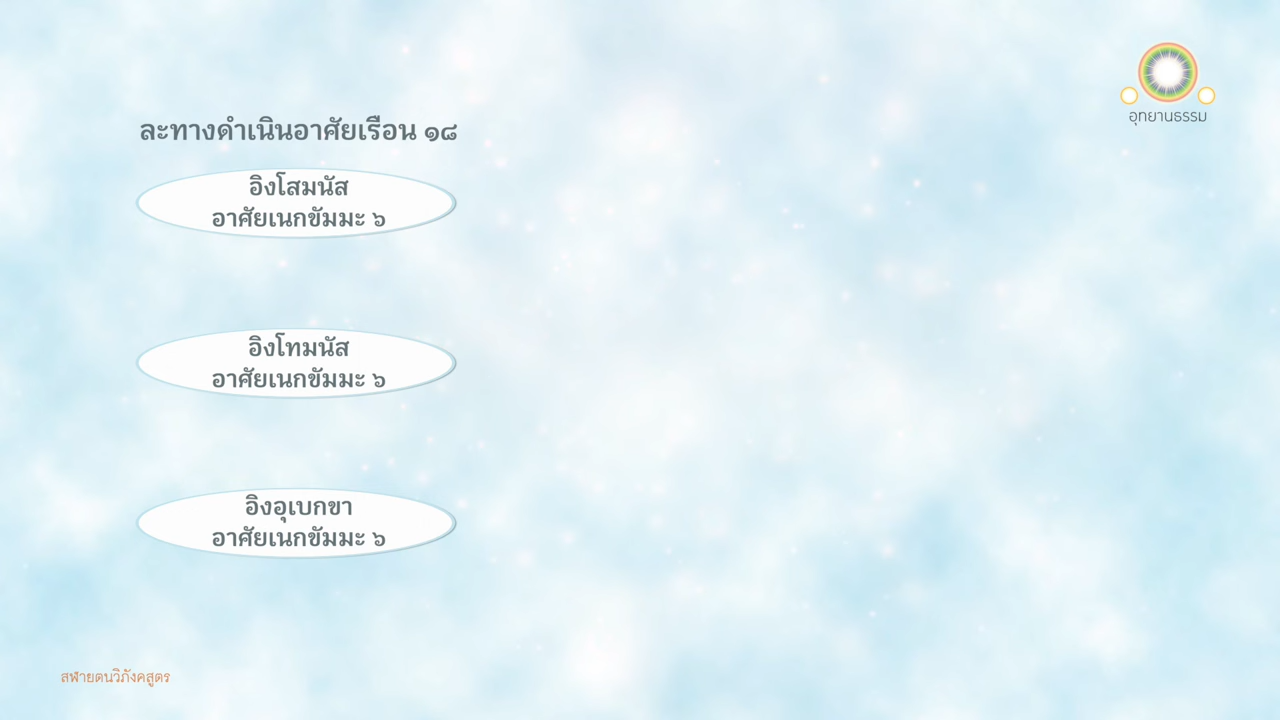 อุทยานธรรม
ละทางดำเนินอาศัยเรือน ๑๘
อิงโสมนัส
อาศัยเนกขัมมะ ๖
อิงโทมนัส
อาศัยเนกขัมมะ ๖
อิงอุเบกขา
อาศัยเนกขัมมะ ๖
สฬายตนวิภังคสูตร